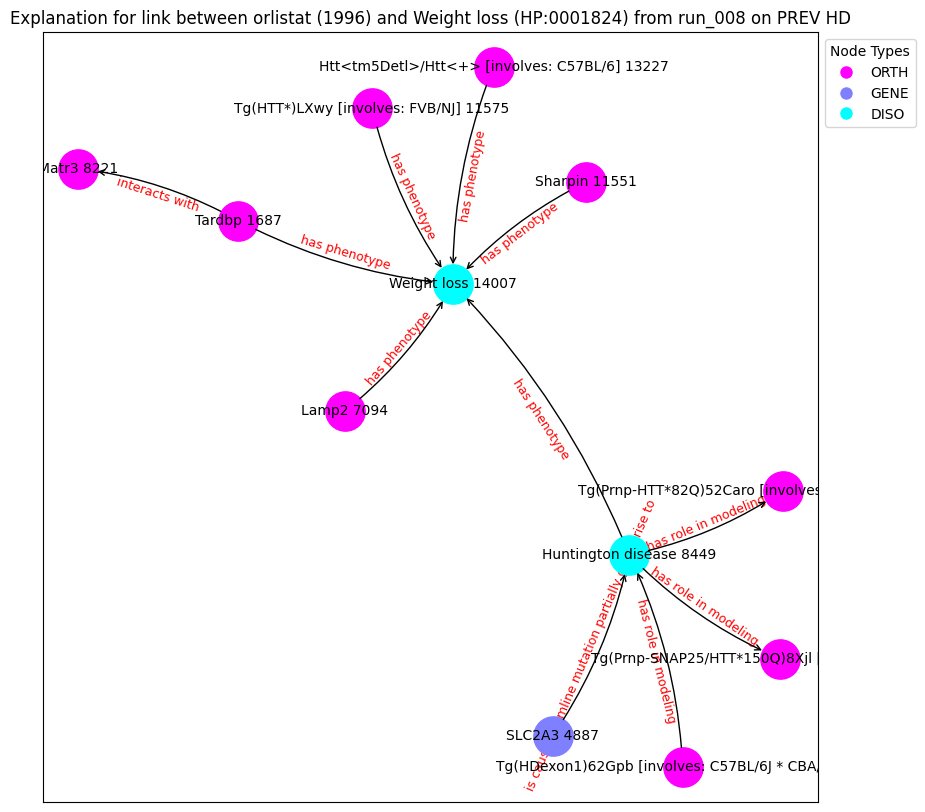 Explanation for link between orlistat (1996) and Weight loss (HP:0001824) from run_008 on PREV HD
Node Types
ORTH
GENE
DISO
Htt<tm5Detl>/Htt<+> [involves: C57BL/6] 13227
Tg(HTT*)LXwy [involves: FVB/NJ] 11575
has phenotype
has phenotype
Matr3 8221
interacts with
Sharpin 11551
has phenotype
Tardbp 1687
has phenotype
Weight loss 14007
has phenotype
Lamp2 7094
has phenotype
Tg(Prnp-HTT*82Q)52Caro [involves
has role in modeling
Huntington disease 8449
rise to
has role in modeling
mline mutation partially
is caus
has role in modeling
Tg(Prnp-SNAP25/HTT*150Q)8Xjl [
SLC2A3 4887
Tg(HDexon1)62Gpb [involves: C57BL/6J * CBA/